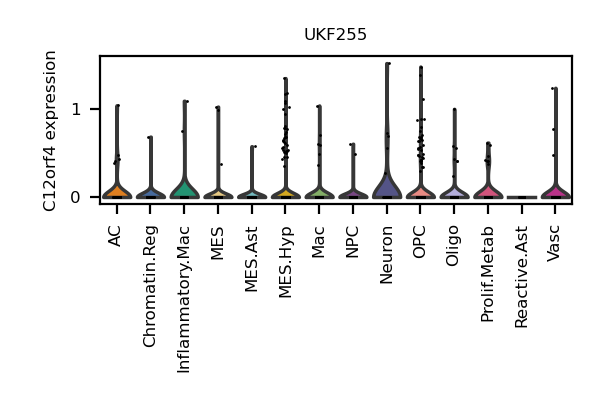 UKF255
C12orf4 expression
1
0
AC
Chromatin.Reg
Inflammatory.Mac
MES
MES.Ast
MES.Hyp
Mac
NPC
Neuron
OPC
Oligo
Prolif.Metab
Reactive.Ast
Vasc